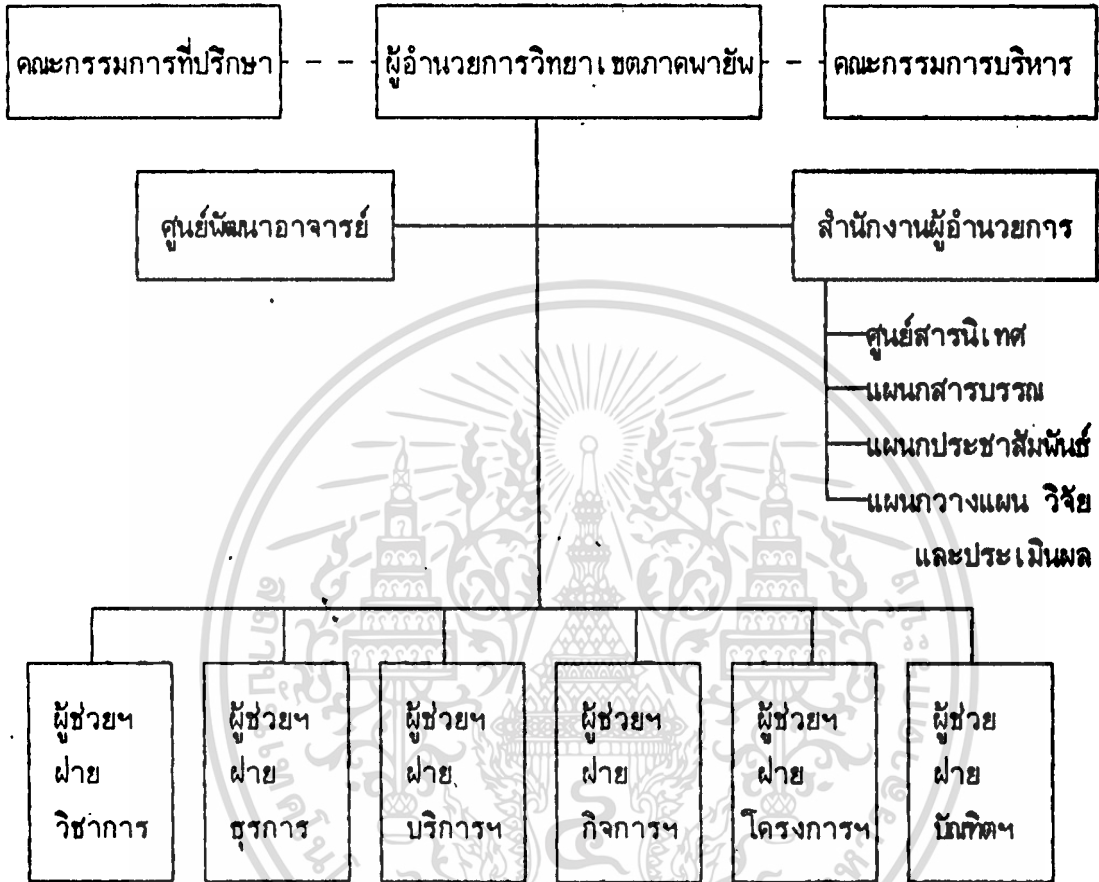 คณะกรรมการที่ปรึกษา
ผู้อำนวยการวิทยาเขตภาคพายัพ
คณะกรรมการบริหาร
ศูนย์พัฒนาอาจารย์
สำนักงานผู้อำนวยการ
ศูนย์สารนิเทศ
แผนกสารบรรณ
แผนกประชาสัมพันธ์
แผนกวางแผน วิจัย
และประเมินผล
ผู้ช่วยฯ
ฝ่าย
วิชาการ
ผู้ช่วยฯ
ฝ่าย
ธุรการ
ผู้ช่วยฯ
ฝ่าย
บริการฯ
ผู้ช่วยฯ
ฝ่าย
กิจการฯ
ผู้ช่วยฯ
ฝ่าย
โครงการฯ
ผู้ช่วย
ฝ่าย
บัณฑิตฯ